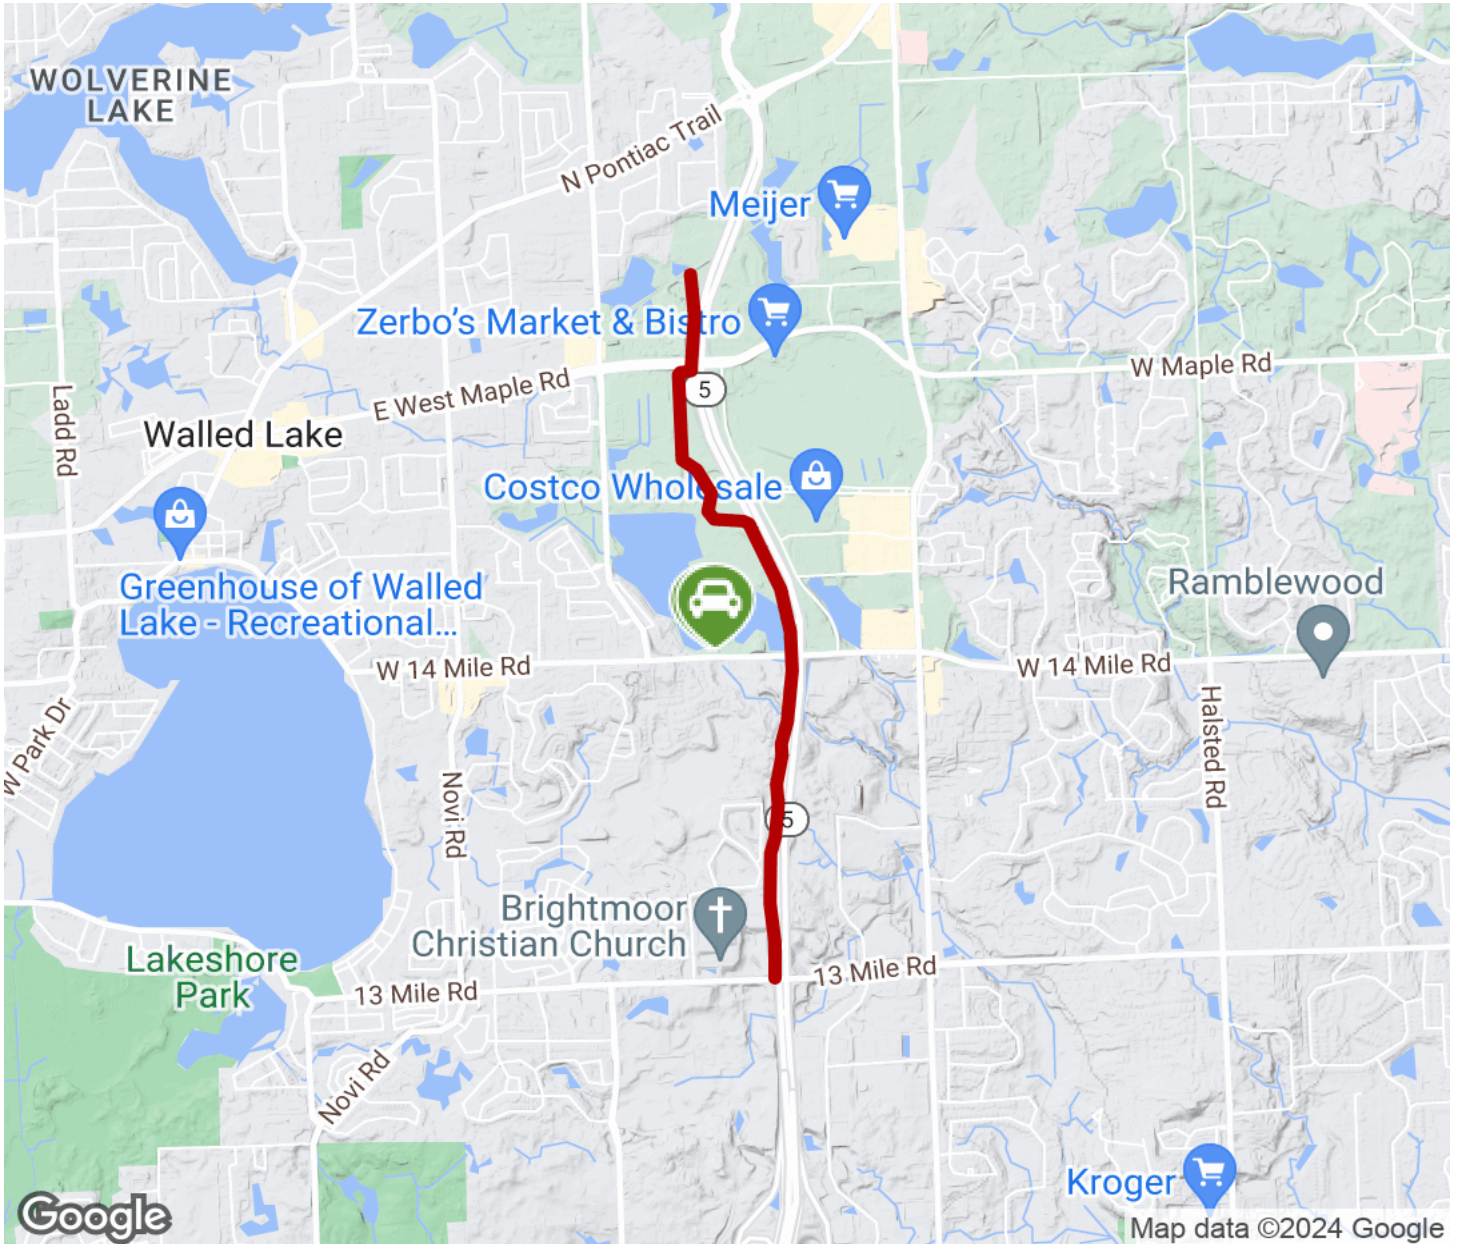 WOLVERINE
LAKE
N Pontiac Trail
Meijer
Zerbo's Market & Bistro
W Maple Rd
E West Maple Rd
5
Ladd Rd
Walled Lake
Costco Wholesale
Greenhouse of Walled
Lake - Recreational...
Ramblewood
W 14 Mile Rd
W 14 Mile Rd
W Park Dr
Novi Rd
Halsted Rd
5
Brightmoor
Christian Church
Lakeshore
Park
13 Mile Rd
13 Mile Rd
Novi Rd
Kroger
Google
Map data ©2024 Google